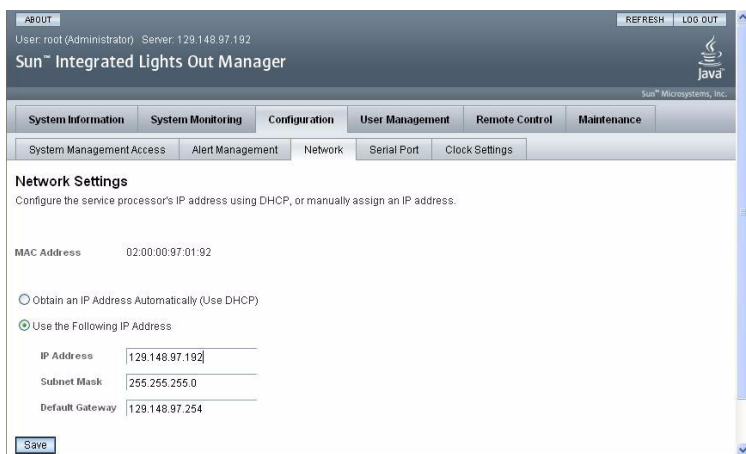 ABOUT REFRESH LOG OUT
User: root (Administrator) Server: 129.148.97.192
Sun™ Integrated Lights Out Manager
Java™
Sun™ Microsystems, Inc.
System Information System Monitoring Configuration User Management Remote Control Maintenance
System Management Access Alert Management Network Serial Port Clock Settings
Network Settings
Configure the service processor's IP address using DHCP, or manually assign an IP address.
MAC Address 02:00:00:97:01:92
Obtain an IP Address Automatically (Use DHCP)
Use the Following IP Address
IP Address 129.148.97.192
Subnet Mask 255.255.255.0
Default Gateway 129.148.97.254
Save